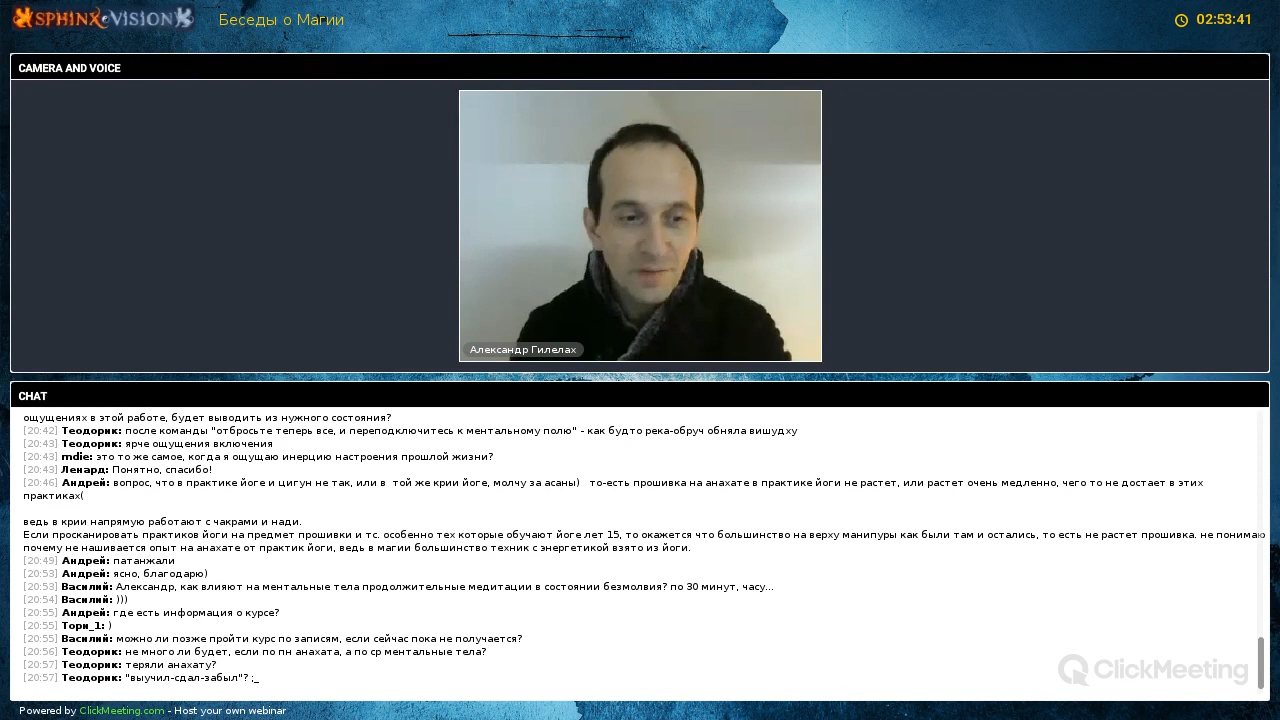 SPHINX VISION
Беседы о Магии
02:53:41
CAMERA AND VOICE
Александр Гилелах
CHAT
ощущениях в этой работе, будет выводить из нужного состояния?
[20:42] Теодорик: после команды "отбросьте теперь все, и переподключитесь к ментальному полю" - как будто река-обруч обняла вишудху
[20:43] Теодорик: ярче ощущения включения
[20:43] mdie: это то же самое, когда я ощущаю инерцию настроения прошлой жизни?
[20:43] Ленард: Понятно, спасибо!
[20:46] Андрей: вопрос, что в практике йоге и цигун не так, или в той же крии йоге, молчу за асаны) то-есть прошивка на анахате в практике йоги не растет, или растет очень медленно, чего то не достает в этих
практиках(
ведь в крии напрямую работают с чакрами и нади.
Если просканировать практиков йоги на предмет прошивки и тс. особенно тех которые обучают йоге лет 15, то окажется что большинство на верху манипуры как были там и остались, то есть не растет прошивка. не понимаю
почему не нашивается опыт на анахате от практик йоги, ведь в магии большинство техник с энергетикой взято из йоги.
[20:49] Андрей: патанжали
[20:53] Андрей: ясно, благодарю)
[20:53] Василий: Александр, как влияют на ментальные тела продолжительные медитации в состоянии безмолвия? по 30 минут, часу...
[20:54] Василий: )))
[20:55] Андрей: где есть информация о курсе?
[20:55] Тори_1: )
[20:55] Василий: можно ли позже пройти курс по записям, если сейчас пока не получается?
[20:56] Теодорик: не много ли будет, если по пн анахата, а по ср ментальные тела?
[20:57] Теодорик: теряли анахату?
[20:57] Теодорик: "выучил-сдал-забыл"? ;_
ClickMeeting
Powered by ClickMeeting.com - Host your own webinar